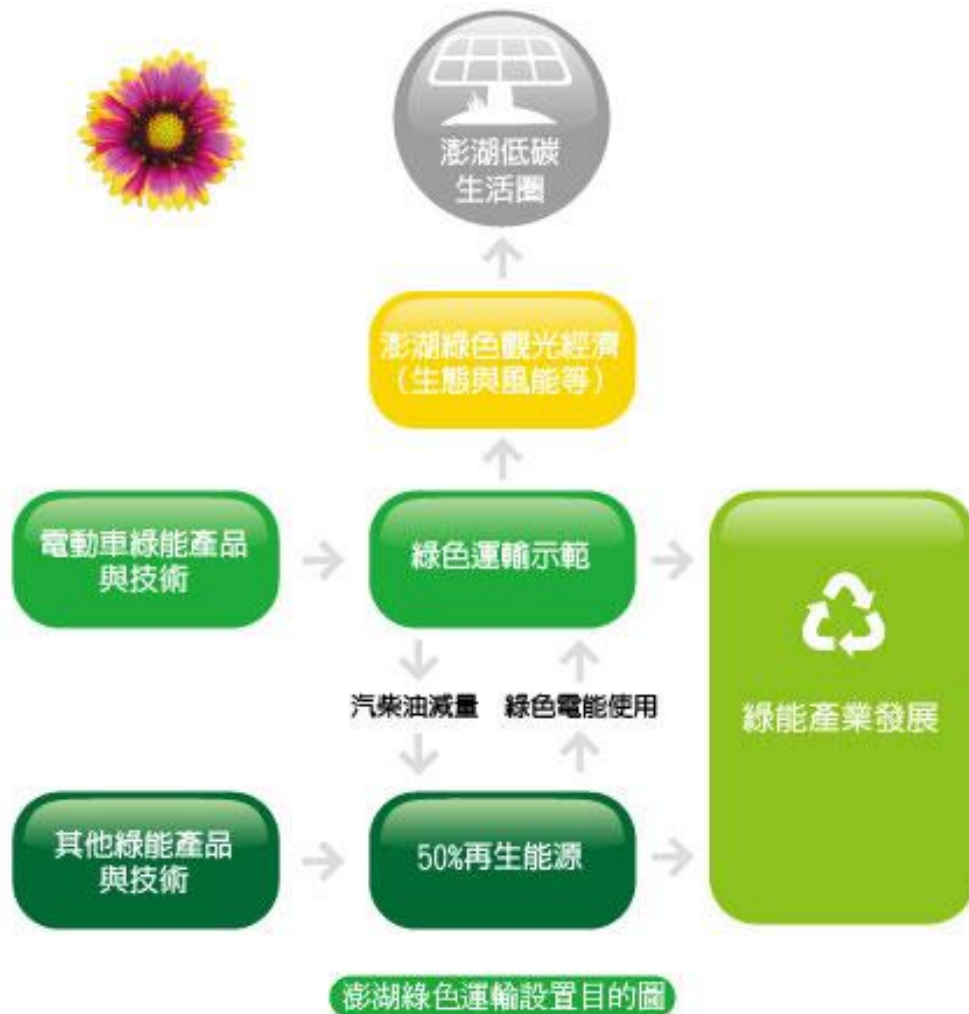 澎湖低碳
生活圈
澎湖綠色觀光經濟
（生態與風能等）
電動車綠能產品
與技術
綠色運輸示範
汽柴油減量
綠色電能使用
綠能產業發展
其他綠能產品
與技術
50%再生能源
澎湖綠色運輸設置目的圖